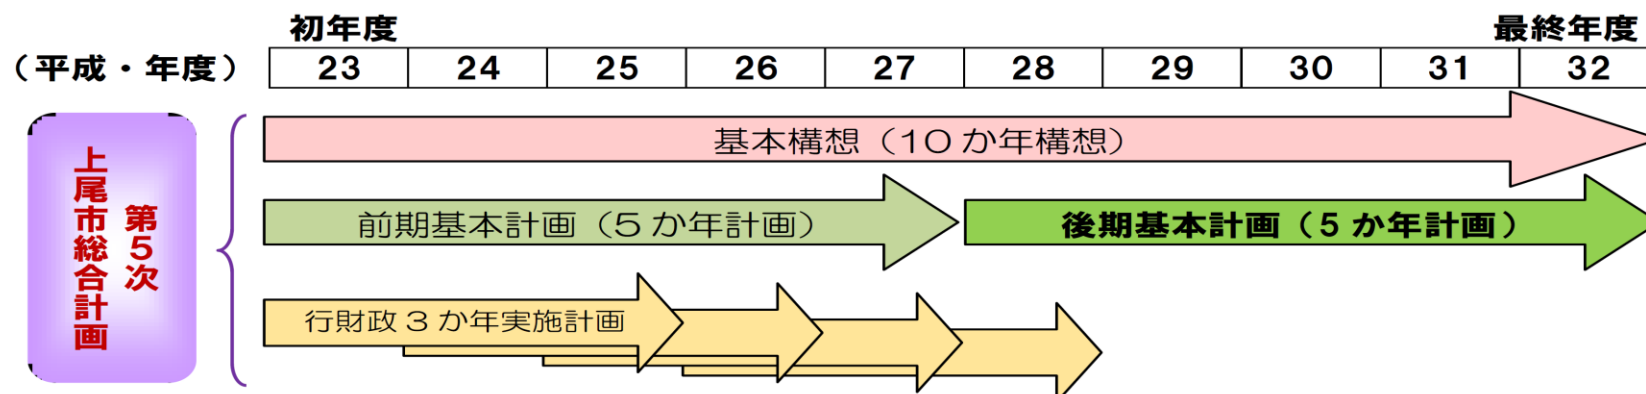 初年度
最終年度
(平成・年度)
23 24 25 26 27 28 29 30 31 32
第5次
上尾市総合計画
基本構想(10か年構想)
前期基本計画(5か年計画)
後期基本計画(5か年計画)
行財政3か年実施計画